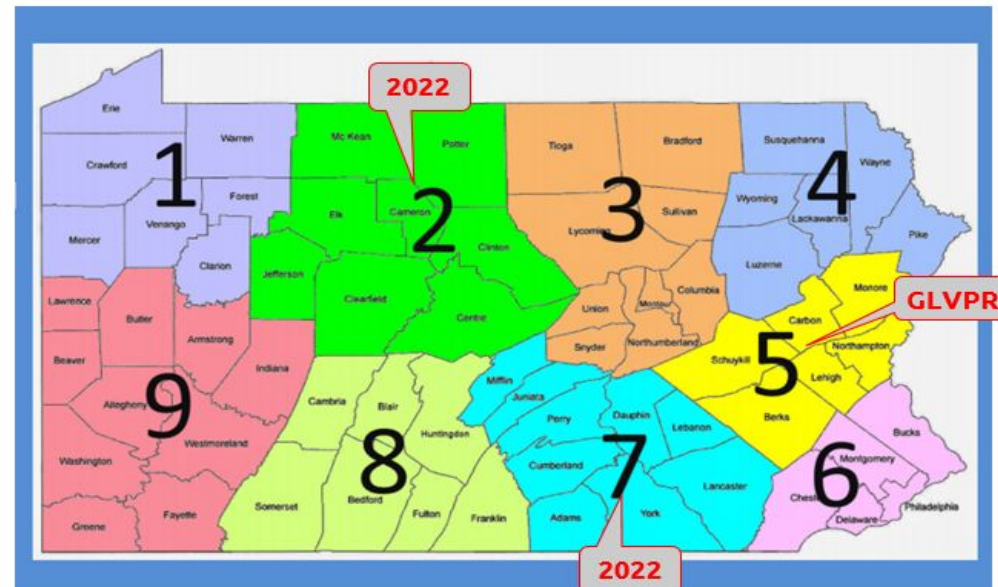 2022
Erie
Warren
Mc Kean
Potter
Tioga
Bradford
Susquehanna
Wayne
Crawford
1
Forest
Elk
Cameron
2
3
Sullivan
Wyoming
4
Lackawanna
Venango
Mercer
Clarion
Jefferson
Clinton
Lycoming
Luzerne
Pike
Clearfield
Centre
Union
Montour
Columbia
Monore
GLVPR
Lawrence
Butler
Armstrong
Indiana
Snyder
Northumberland
Carbon
Northampton
Schuykill
5
Lehigh
Beaver
Allegheny
9
Westmoreland
Cambria
Blair
Huntingdon
Mifflin
Juniata
Perry
Dauphin
Lebanon
Berks
Bucks
Washington
8
Cumberland
7
Lancaster
6
Montgomery
Greene
Fayette
Somerset
Bedford
Fulton
Franklin
Adams
York
Delaware
Philadelphia
2022